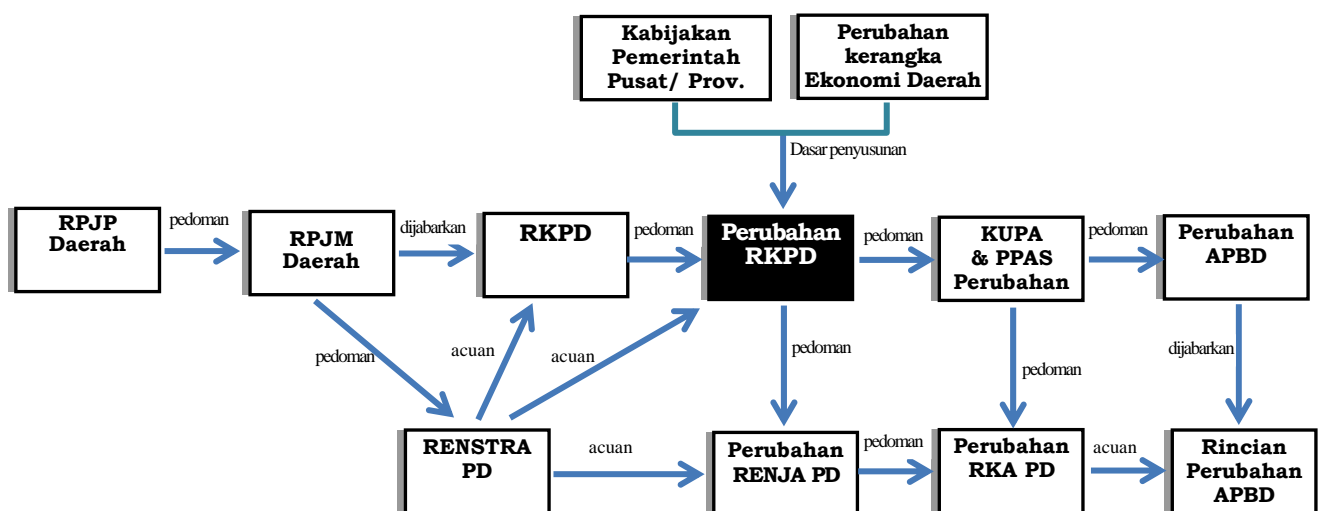 Kabijakan
Pemerintah
Pusat/ Prov.
Perubahan
kerangka
Ekonomi Daerah
Dasar penyusunan
RPJP
Daerah
pedoman
RPJM
Daerah
dijabarkan
RKPD
pedoman
Perubahan
RKPD
pedoman
KUPA
& PPAS
Perubahan
pedoman
Perubahan
APBD
pedoman
acuan
acuan
pedoman
pedoman
dijabarkan
RENSTRA
PD
acuan
Perubahan
RENJA PD
pedoman
Perubahan
RKA PD
acuan
Rincian
Perubahan
APBD